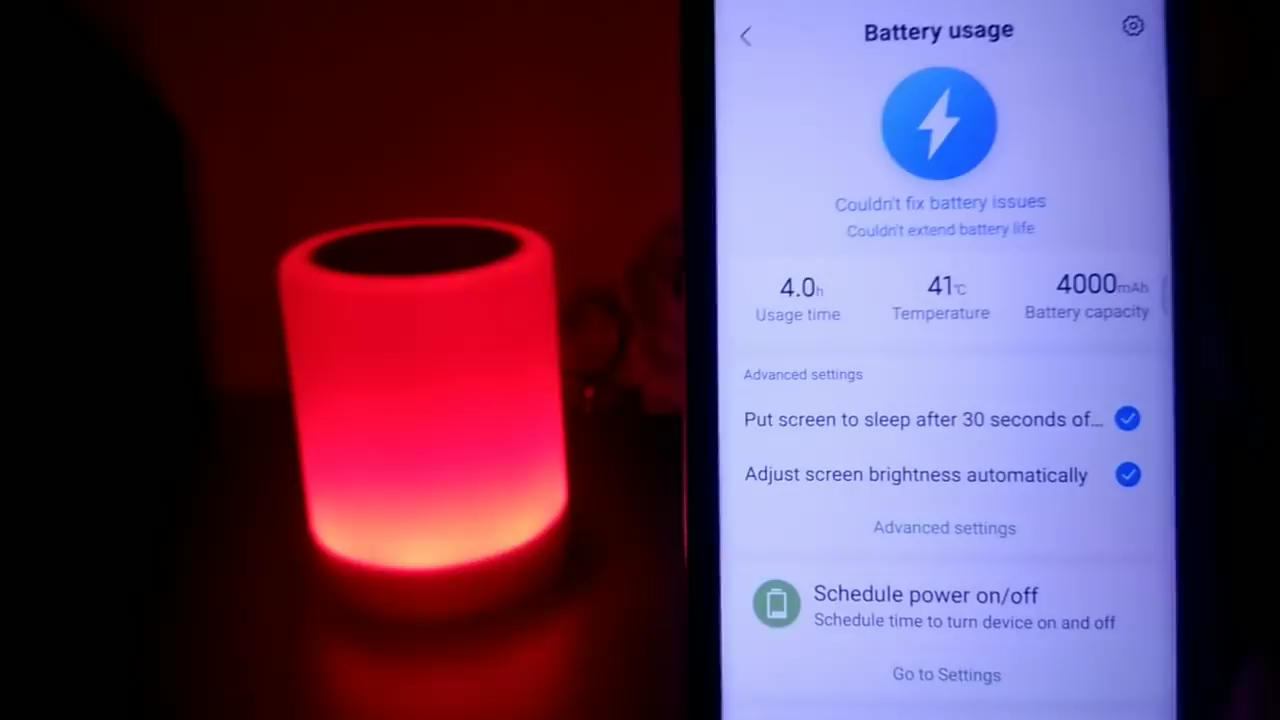 Battery usage
Couldn't fix battery issues
Couldn't extend battery life
4.0h 41°C 4000mAh
Usage time Temperature Battery capacity
Advanced settings
Put screen to sleep after 30 seconds of...
Adjust screen brightness automatically
Advanced settings
Schedule power on/off
Schedule time to turn device on and off
Go to Settings